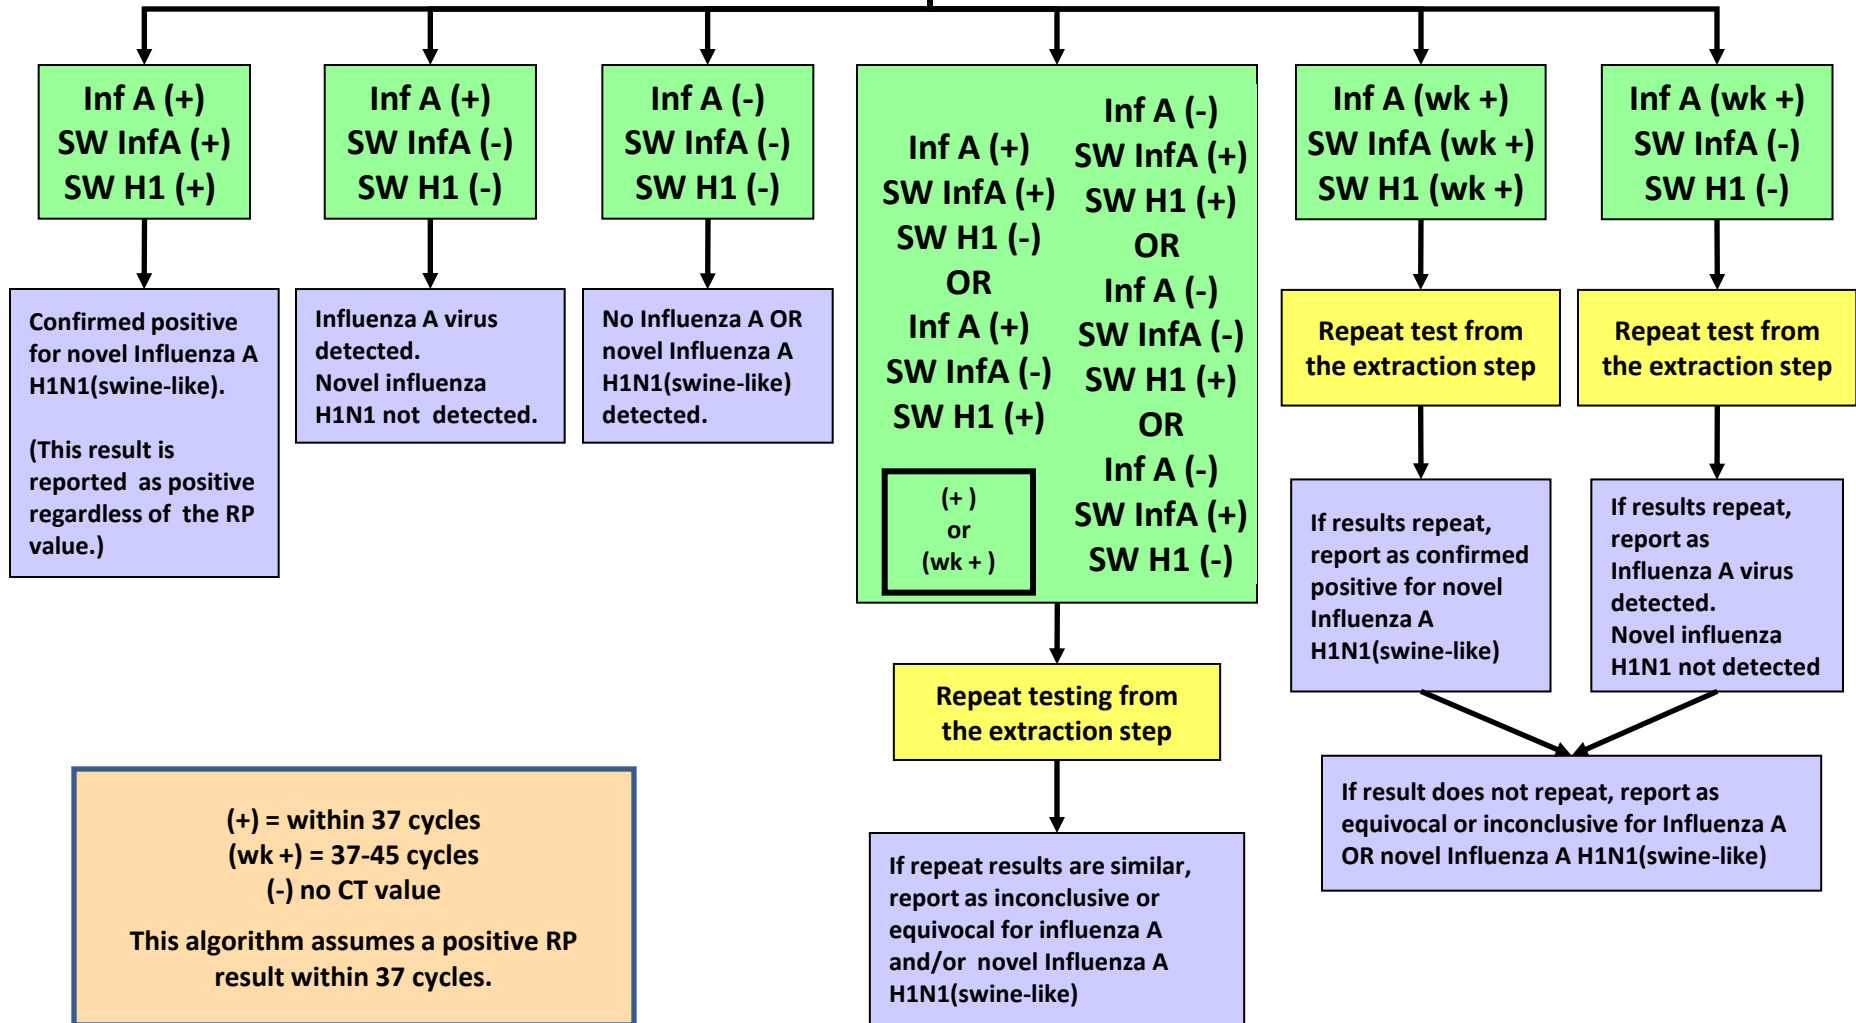 Inf A (+)
SW InfA (+)
SW H1 (+)
Confirmed positive
for novel Influenza A
H1N1(swine-like).
(This result is
reported as positive
regardless of the RP
value.)
Inf A (+)
SW InfA (-)
SW H1 (-)
Influenza A virus
detected.
Novel influenza
H1N1 not detected.
Inf A (-)
SW InfA (-)
SW H1 (-)
No Influenza A OR
novel Influenza A
H1N1(swine-like)
detected.
Inf A (+)
SW InfA (+)
SW H1 (-)
OR
Inf A (+)
SW InfA (-)
SW H1 (+)
(+ )
or
(wk + )
Inf A (-)
SW InfA (+)
SW H1 (+)
OR
Inf A (-)
SW InfA (-)
SW H1 (+)
OR
Inf A (-)
SW InfA (+)
SW H1 (-)
Repeat testing from
the extraction step
If repeat results are similar,
report as inconclusive or
equivocal for influenza A
and/or novel Influenza A
H1N1(swine-like)
Inf A (wk +)
SW InfA (wk +)
SW H1 (wk +)
Repeat test from
the extraction step
If results repeat,
report as confirmed
positive for novel
Influenza A
H1N1(swine-like)
Inf A (wk +)
SW InfA (-)
SW H1 (-)
Repeat test from
the extraction step
If results repeat,
report as
Influenza A virus
detected.
Novel influenza
H1N1 not detected
If result does not repeat, report as
equivocal or inconclusive for Influenza A
OR novel Influenza A H1N1(swine-like)
(+) = within 37 cycles
(wk +) = 37-45 cycles
(-) no CT value
This algorithm assumes a positive RP
result within 37 cycles.